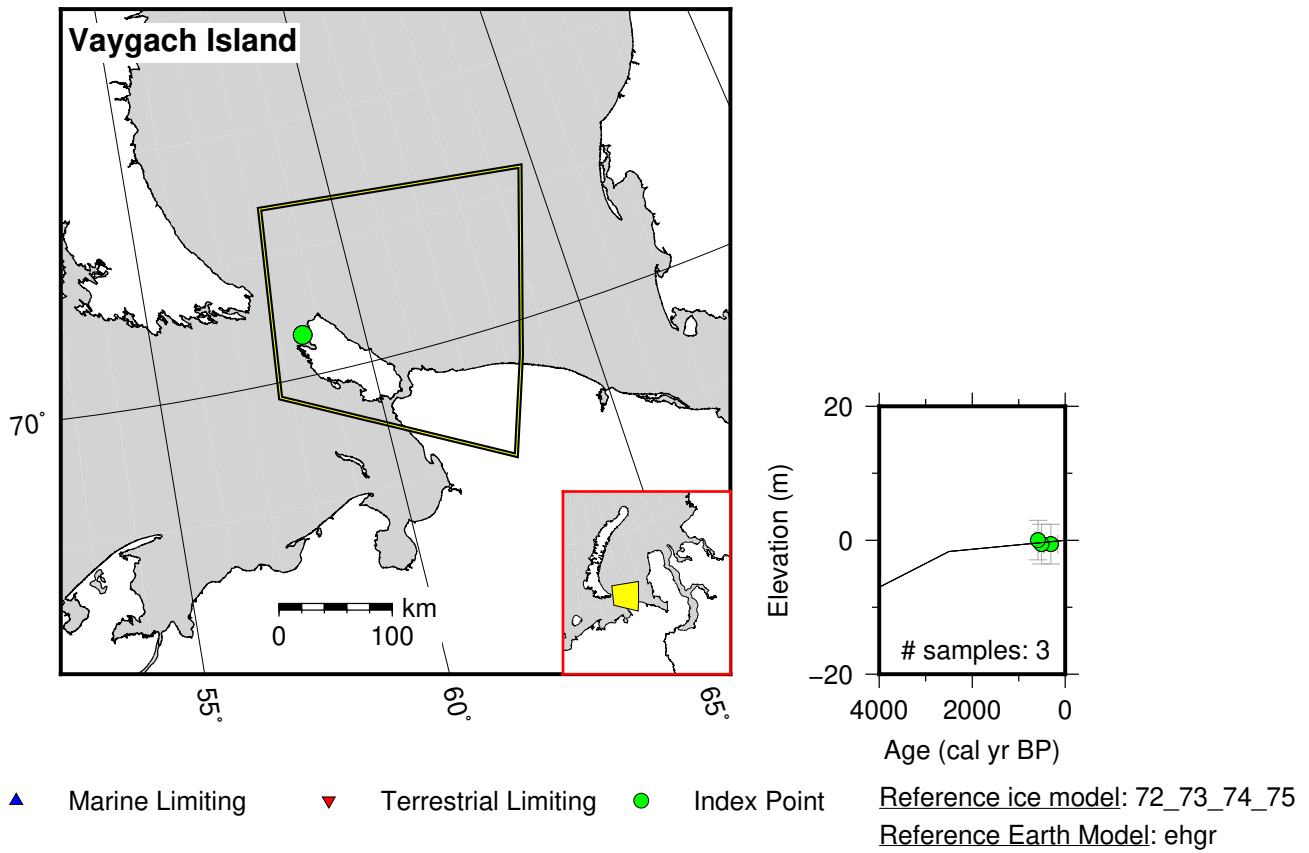 Vaygach Island
70°
km
0 100
55°
60°
65°
20
0
−20
Elevation (m)
# samples: 3
4000 2000 0
Age (cal yr BP)
Marine Limiting Terrestrial Limiting Index Point
Reference ice model: 72_73_74_75
Reference Earth Model: ehgr